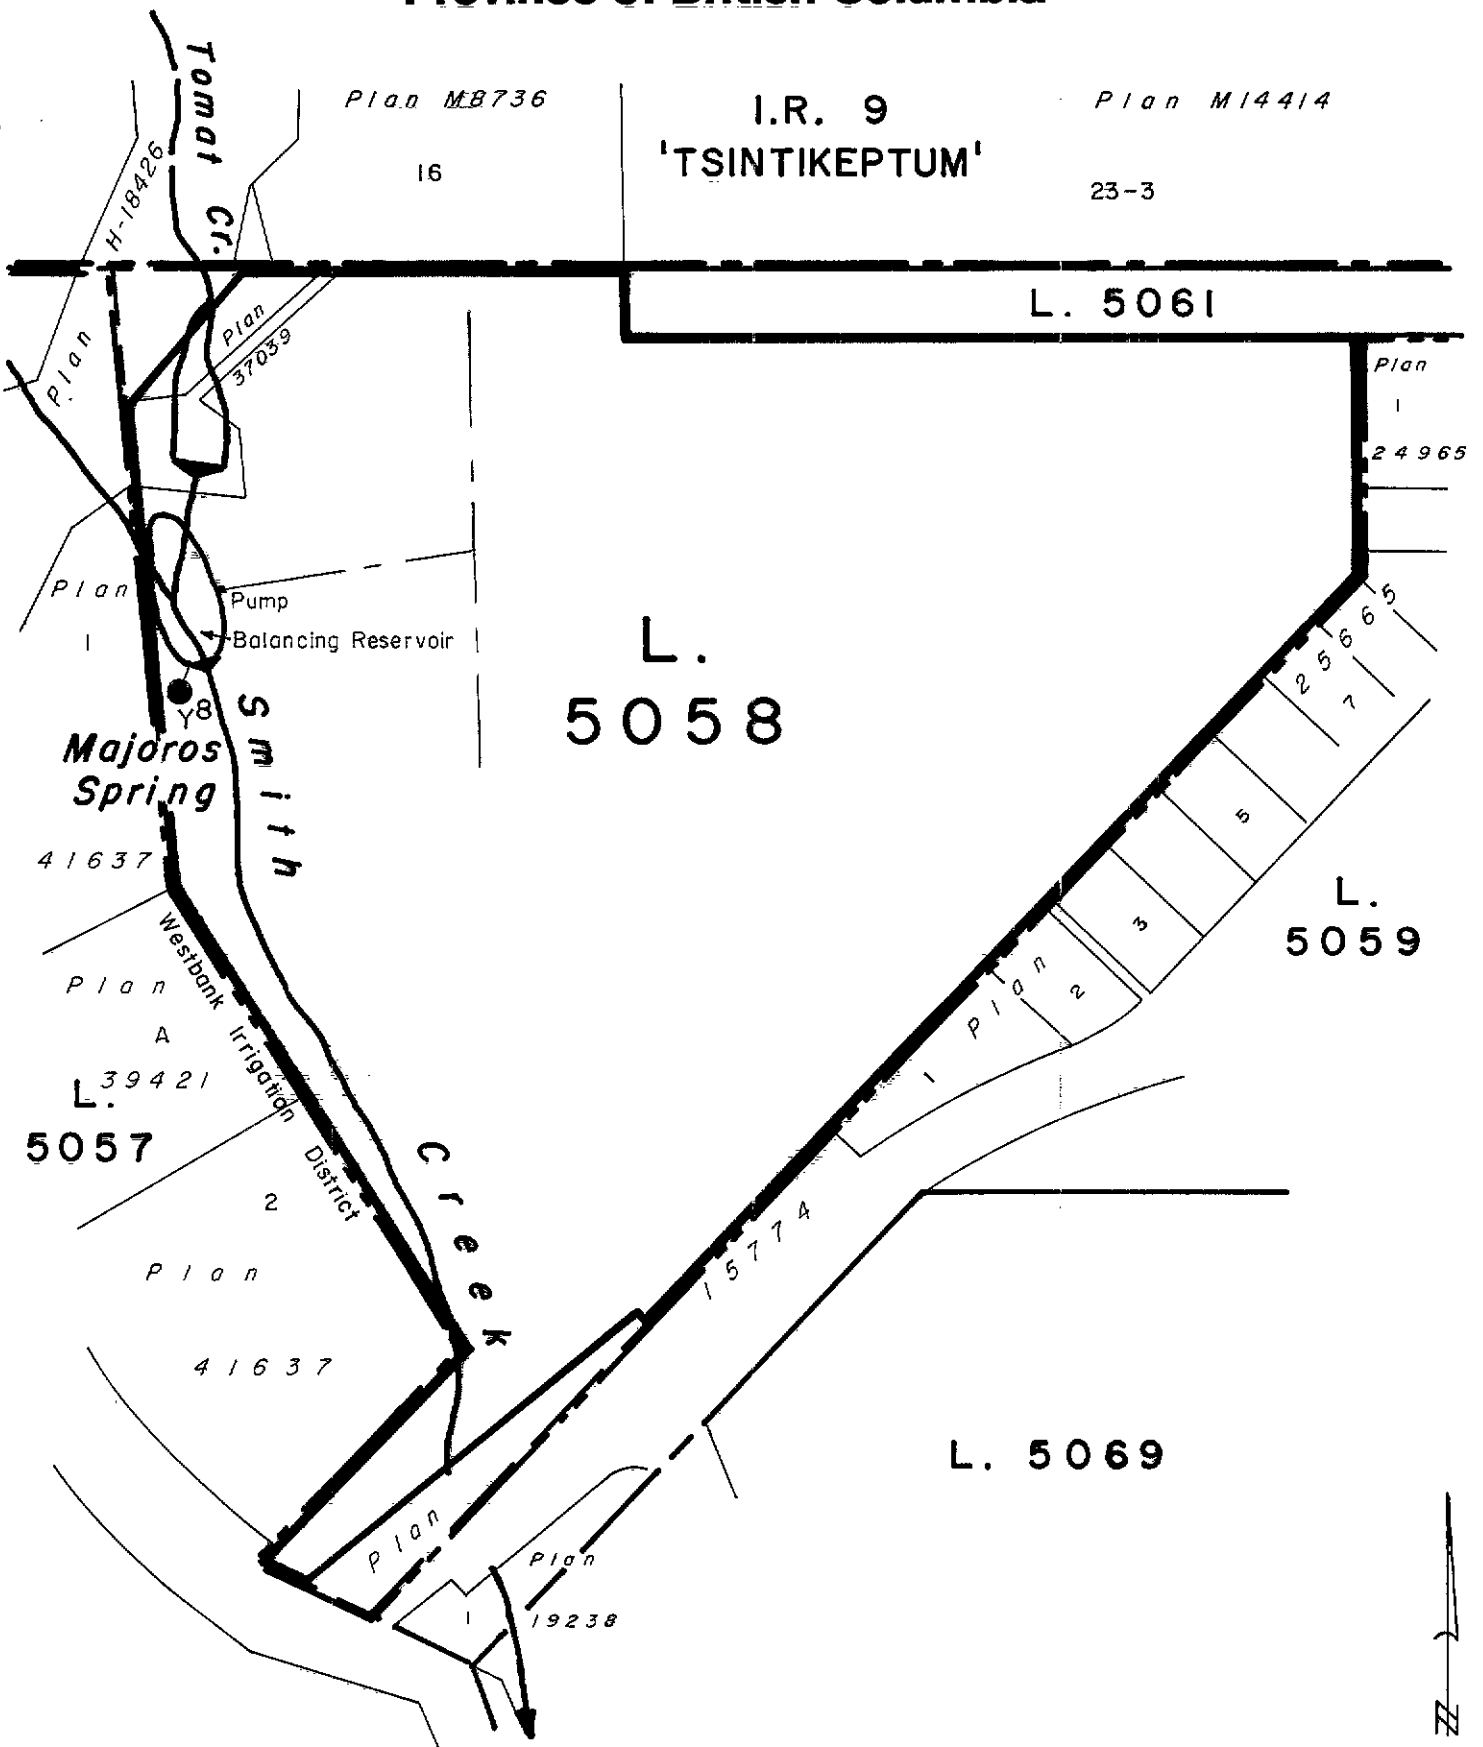 Province of British Columbia
Tomat Cr.
Plan M8736
16
I.R. 9
'TSINTIKEPTUM'
Plan M14414
23-3
Plan H-18426
L. 5061
Plan 37039
Plan
1
24965
Plan
1
Pump
Balancing Reservoir
Y8
Majoros
Spring
41637
L.
5058
Smith Creek
25665
7
5
3
2
1
Plan 15774
L.
5059
Westbank Irrigation District
Plan
A
39421
L.
5057
2
Plan
41637
L. 5069
Plan
Plan
1
19238
N